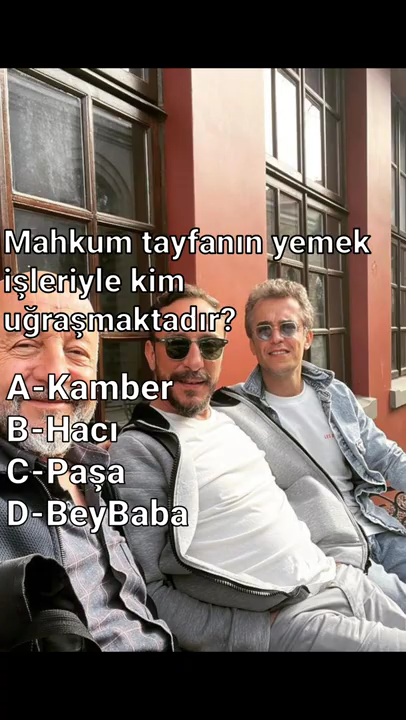 Mahkum tayfanın yemek
işleriyle kim
uğraşmaktadır?
A-Kamber
B-Hacı
C-Paşa
D-BeyBaba